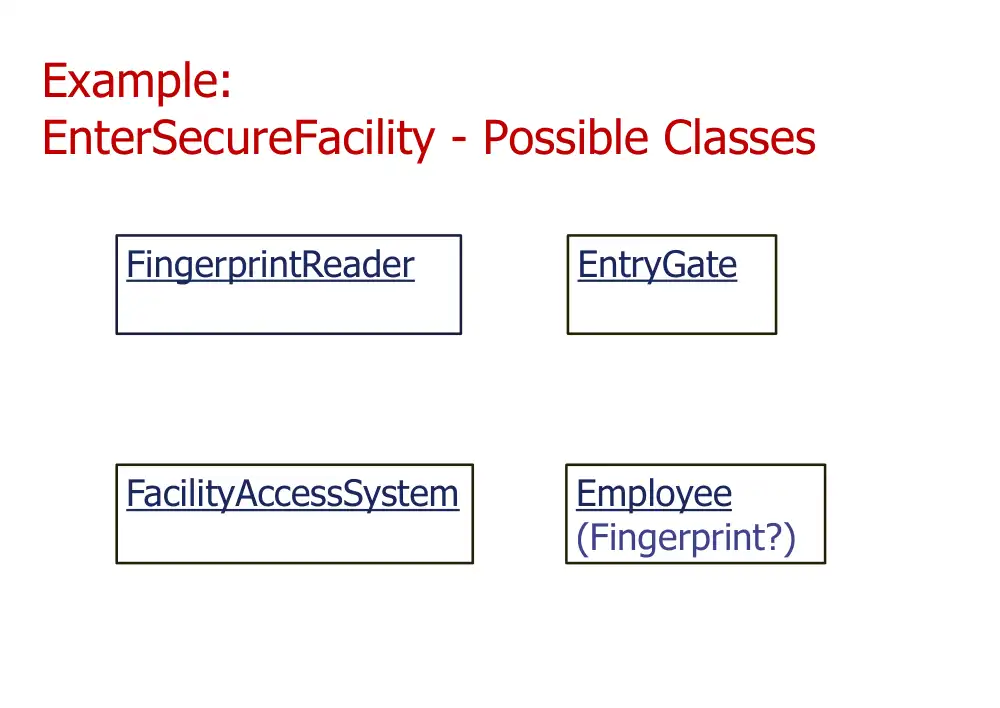 Example:
EnterSecureFacility - Possible Classes
FingerprintReader
EntryGate
FacilityAccessSystem
Employee
(Fingerprint?)